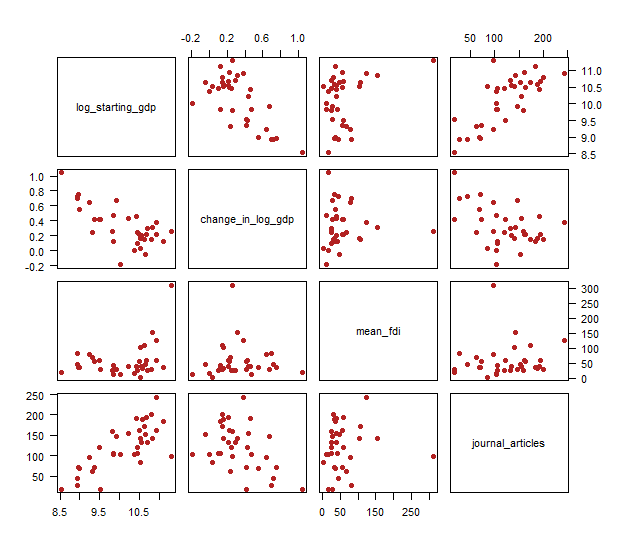 -0.2 0.2 0.6 1.0 50 100 200
log_starting_gdp 8.5 9.0 9.5 10.0 10.5 11.0
-0.2 0.0 0.2 0.4 0.6 0.8 1.0 change_in_log_gdp
mean_fdi 0 50 100 150 200 250 300
50 100 150 200 250 journal_articles
8.5 9.5 10.5 0 50 150 250